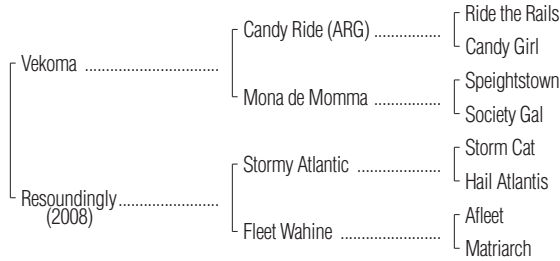 Ride the Rails
Candy Ride (ARG) ..................
Candy Girl
Vekoma ....................................
Speightstown
Mona de Momma ...................
Society Gal
Storm Cat
Stormy Atlantic ......................
Hail Atlantis
Resoundingly ...........................
(2008)
Afleet
Fleet Wahine ...........................
Matriarch